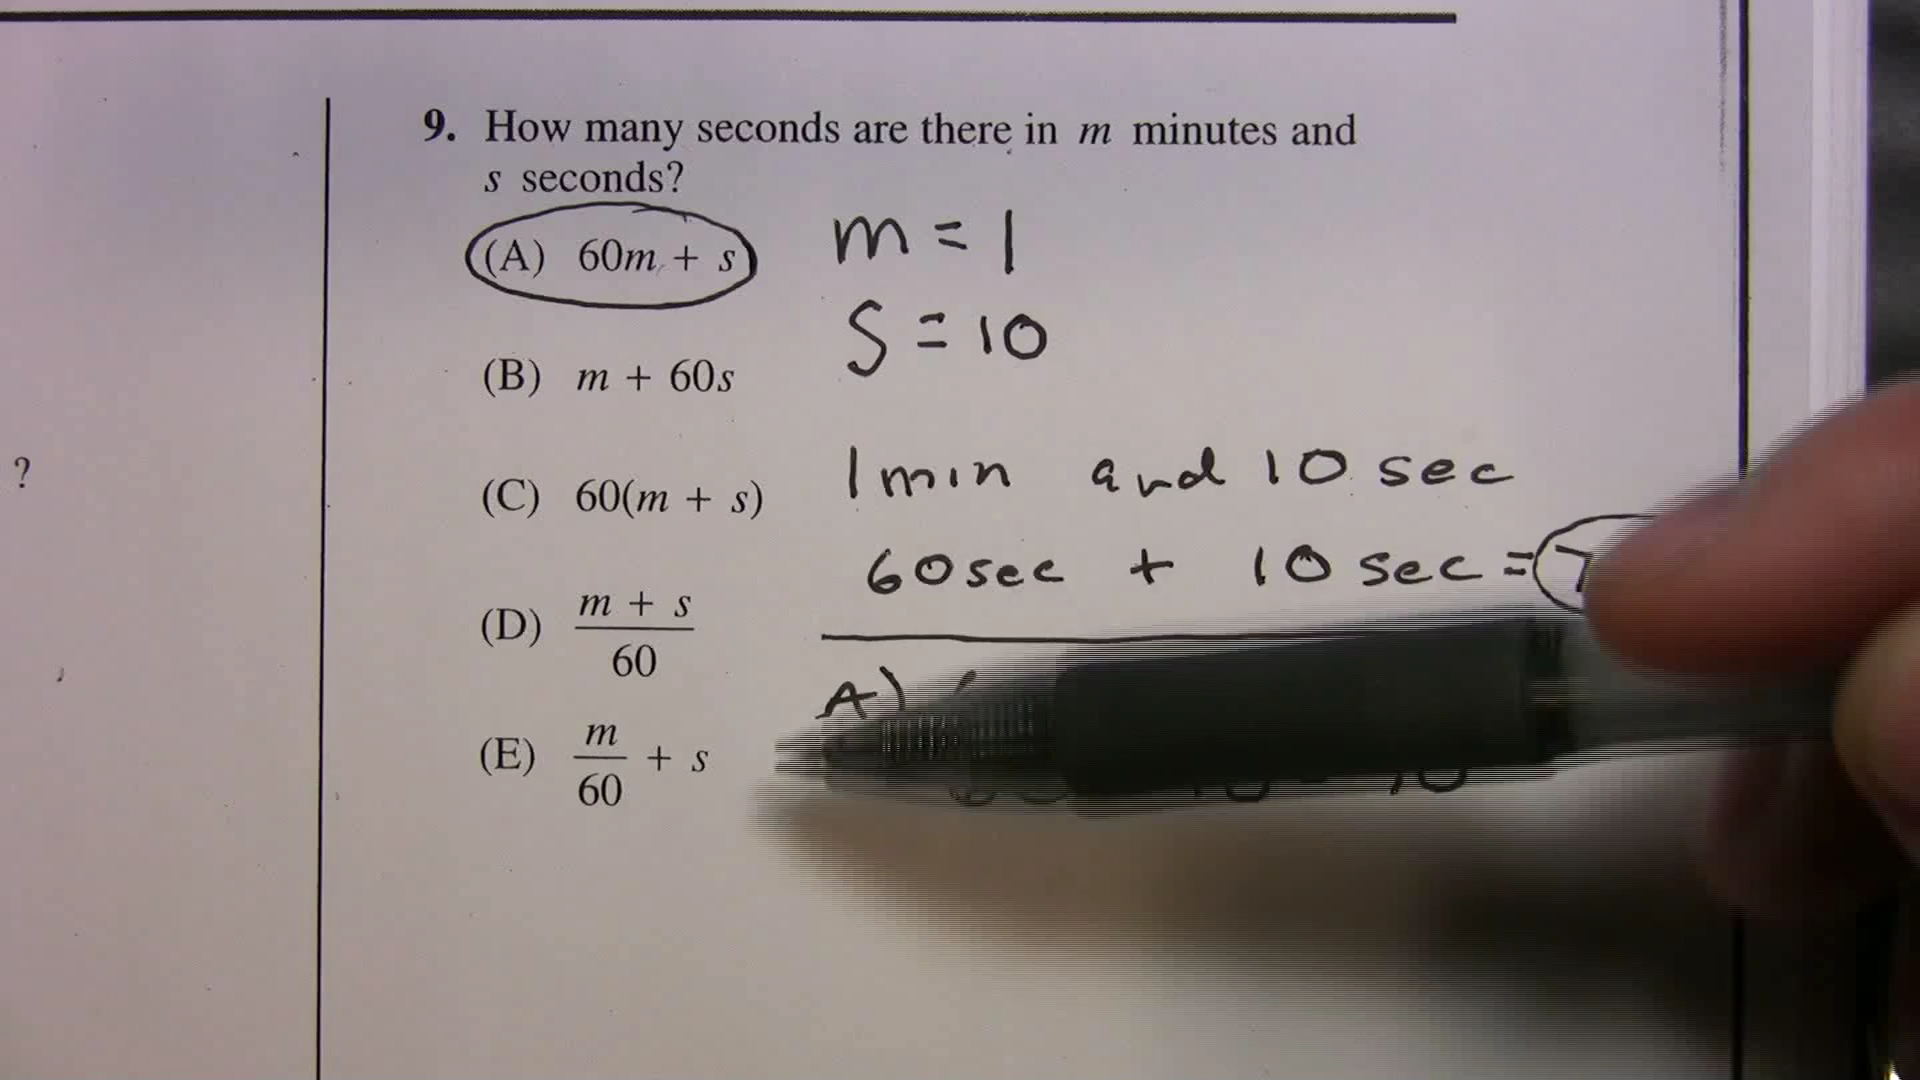 9. How many seconds are there in m minutes and
s seconds?
(A) 60m + s
m = 1
S = 10
(B) m + 60s
?
(C) 60(m + s)
1 min and 10 sec
60 sec + 10 sec =
(D) m + s
60
A)
(E) m
60 + s